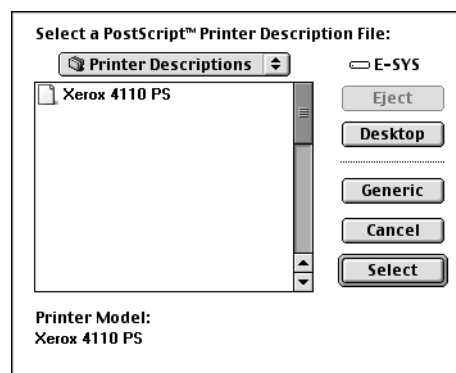 Select a PostScript™ Printer Description File:
Printer Descriptions
E-SYS
Xerox 4110 PS
Eject
Desktop
Generic
Cancel
Select
Printer Model:
Xerox 4110 PS